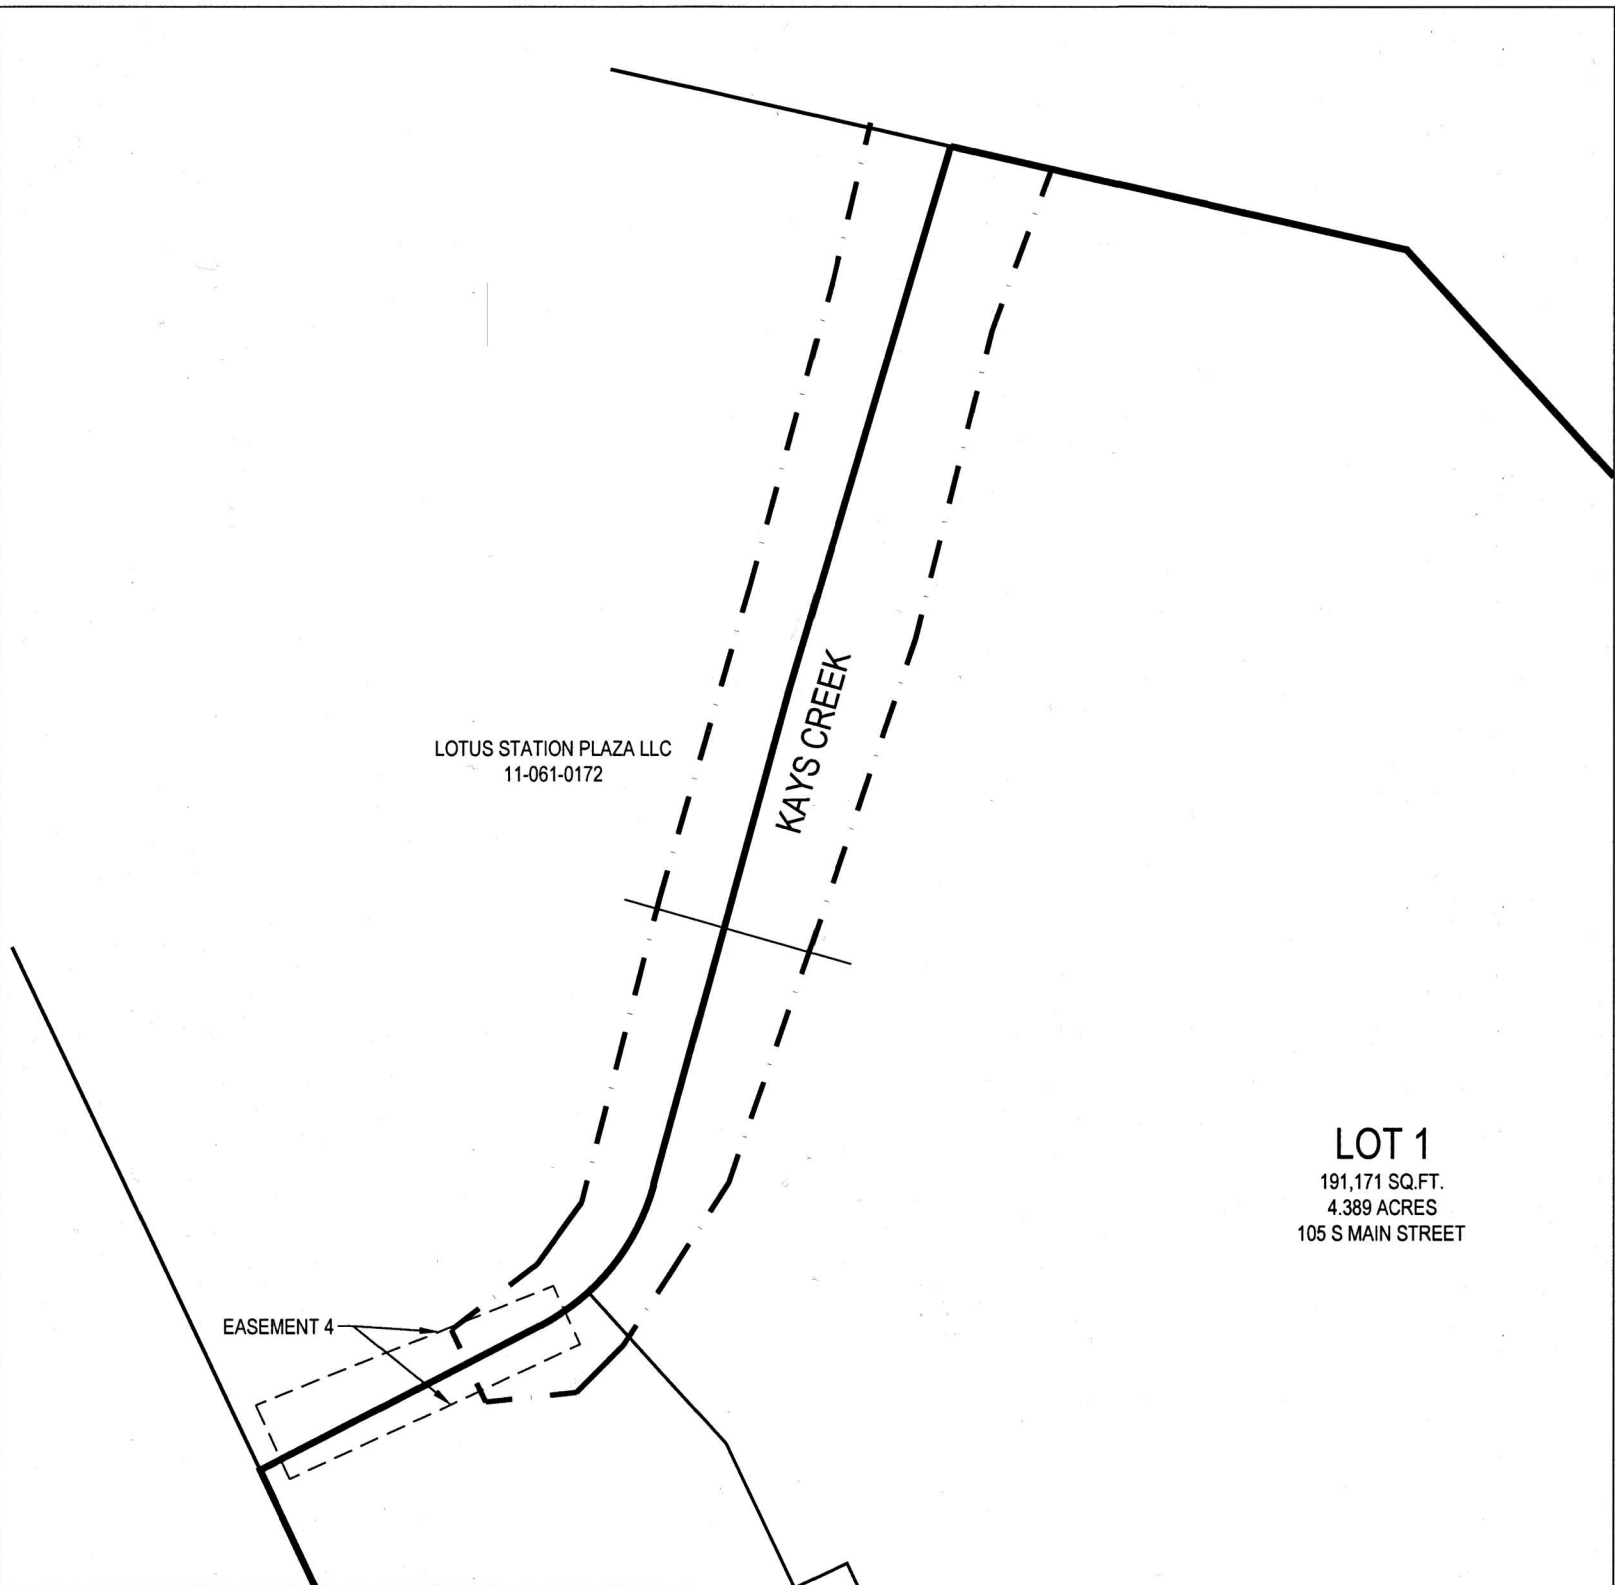 KAYS CREEK
LOTUS STATION PLAZA LLC
11-061-0172
LOT 1
191,171 SQ.FT.
4.389 ACRES
105 S MAIN STREET
EASEMENT 4